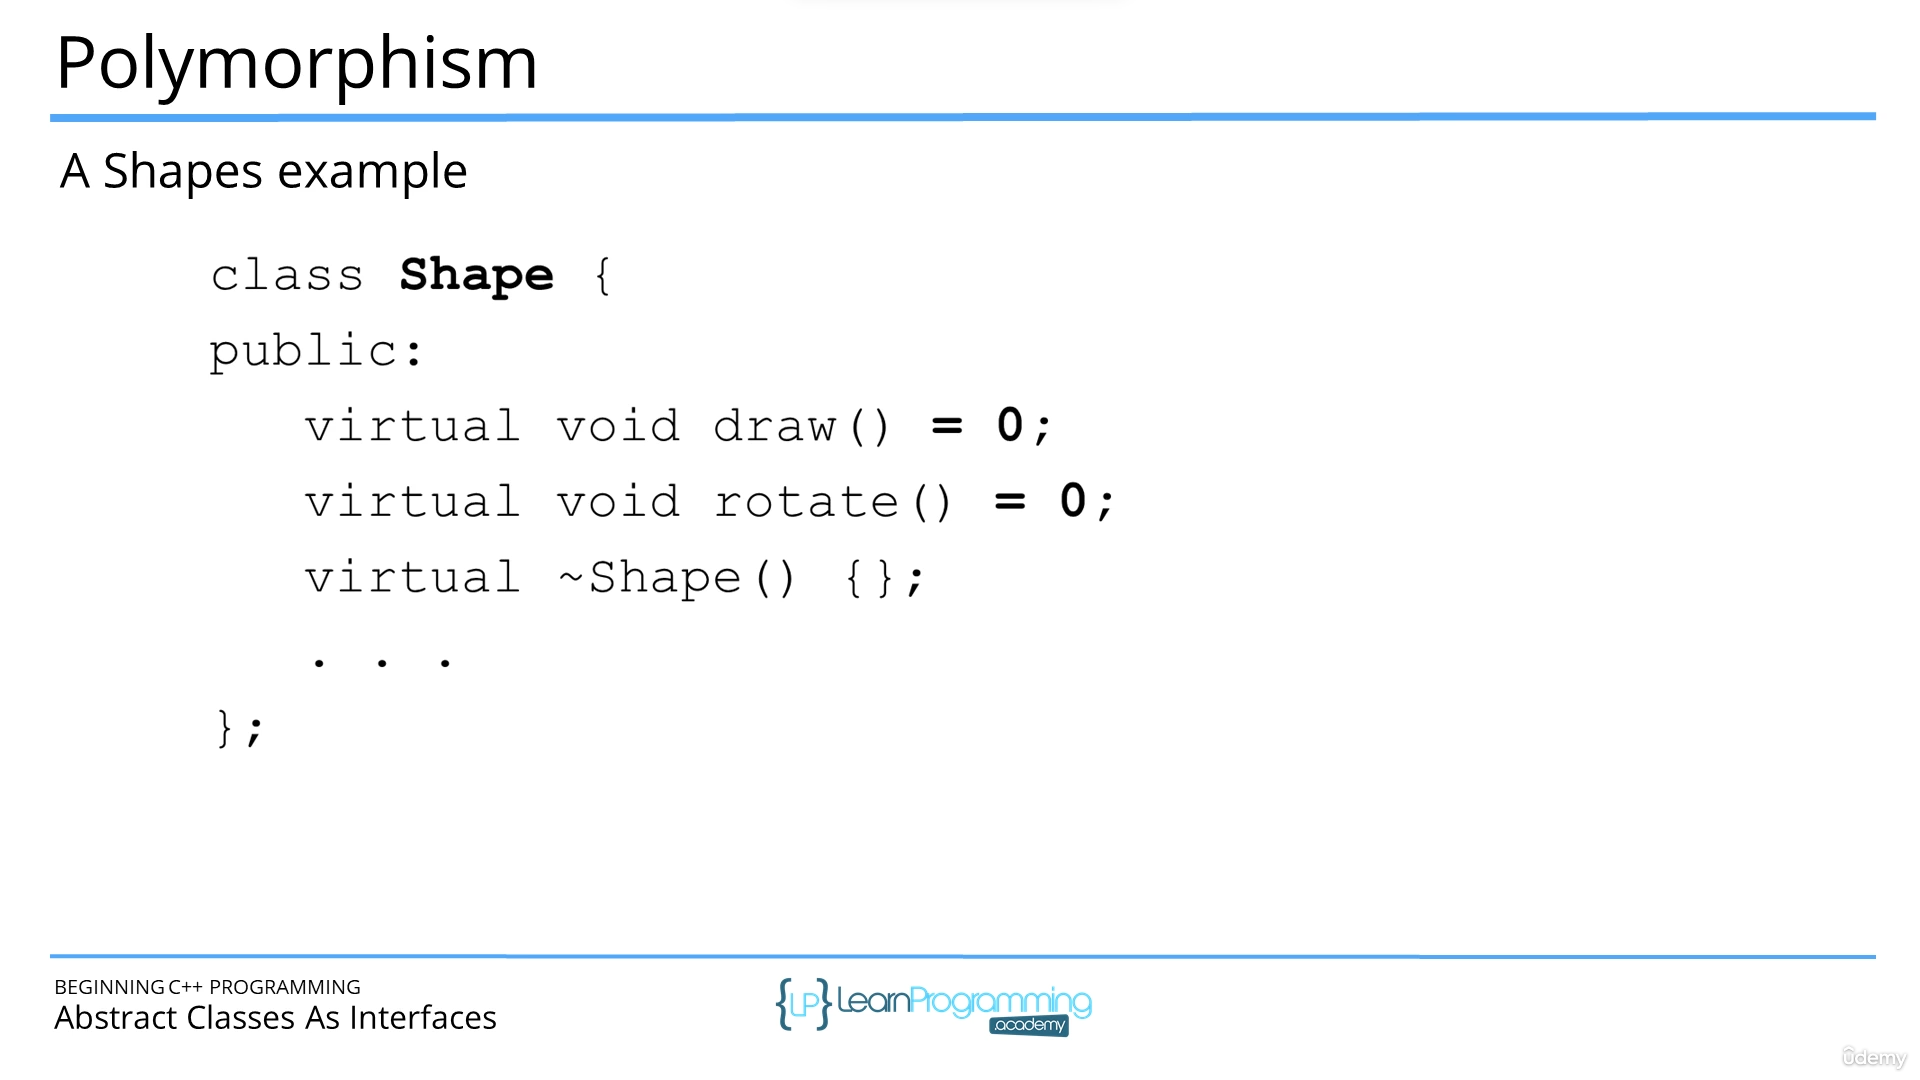 Polymorphism
A Shapes example
class Shape {
public:
virtual void draw() = 0;
virtual void rotate() = 0;
virtual ~Shape() {};
. . .
};
BEGINNING C++ PROGRAMMING
Abstract Classes As Interfaces
{LP} LearnProgramming
.academy
ûdemy